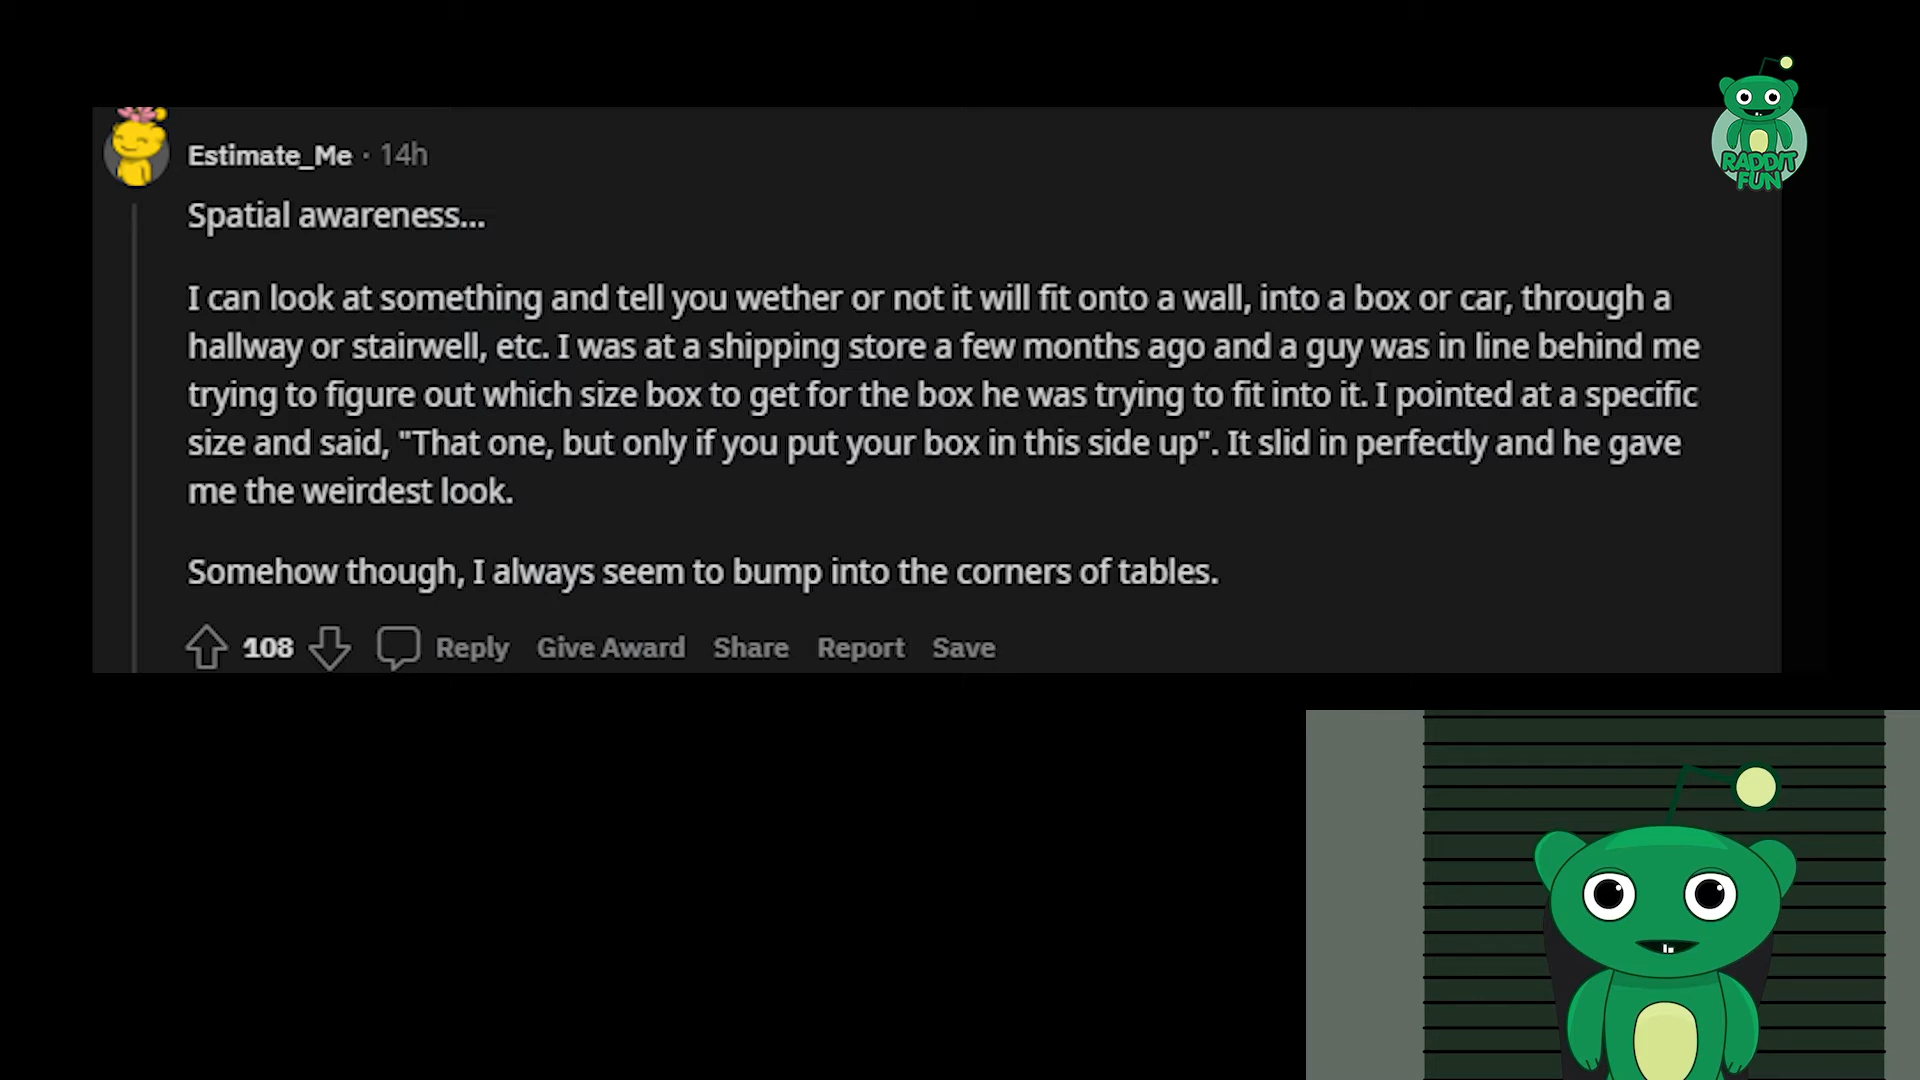 RADDIT
FUN
Estimate_Me · 14h
Spatial awareness...
I can look at something and tell you wether or not it will fit onto a wall, into a box or car, through a
hallway or stairwell, etc. I was at a shipping store a few months ago and a guy was in line behind me
trying to figure out which size box to get for the box he was trying to fit into it. I pointed at a specific
size and said, "That one, but only if you put your box in this side up". It slid in perfectly and he gave
me the weirdest look.
Somehow though, I always seem to bump into the corners of tables.
108 Reply Give Award Share Report Save